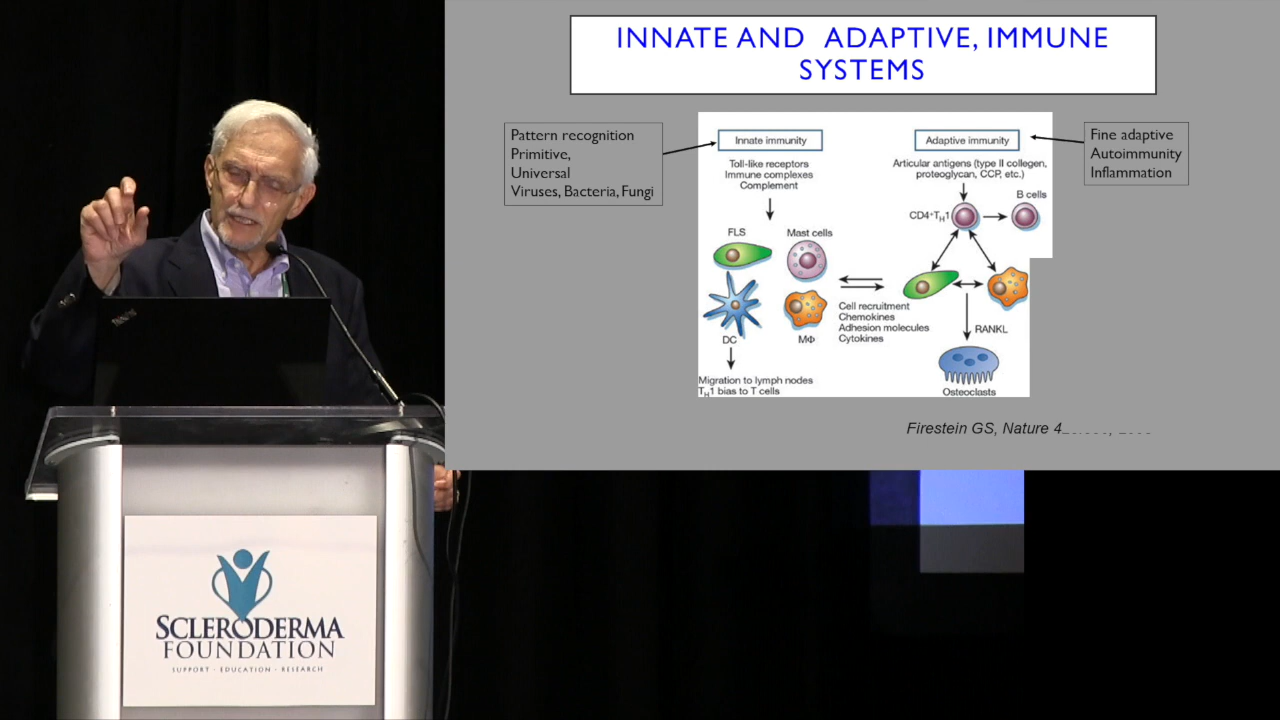 INNATE AND ADAPTIVE, IMMUNE
SYSTEMS
Pattern recognition
Primitive,
Universal
Viruses, Bacteria, Fungi
Innate immunity
Toll-like receptors
Immune complexes
Complement
FLS
Mast cells
DC
MΦ
Migration to lymph nodes
TH1 bias to T cells
Cell recruitment
Chemokines
Adhesion molecules
Cytokines
Adaptive immunity
Articular antigens (type II collagen,
proteoglycan, CCP, etc.)
B cells
CD4+TH1
RANKL
Osteoclasts
Fine adaptive
Autoimmunity
Inflammation
Firestein GS, Nature
SCLERODERMA
FOUNDATION
SUPPORT · EDUCATION · RESEARCH